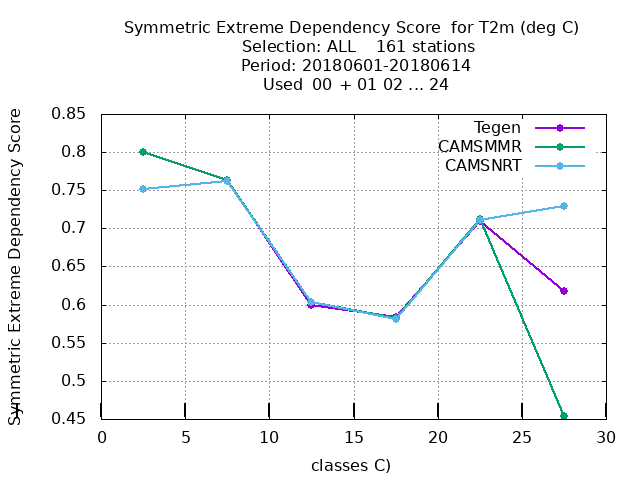 Symmetric Extreme Dependency Score for T2m (deg C)
Selection: ALL 161 stations
Period: 20180601-20180614
Used 00 + 01 02 ... 24
Symmetric Extreme Dependency Score
y
0.85
0.8
0.75
0.7
0.65
0.6
0.55
0.5
0.45
Tegen
CAMSMMR
CAMSNRT
0 5 10 15 20 25 30
classes C)